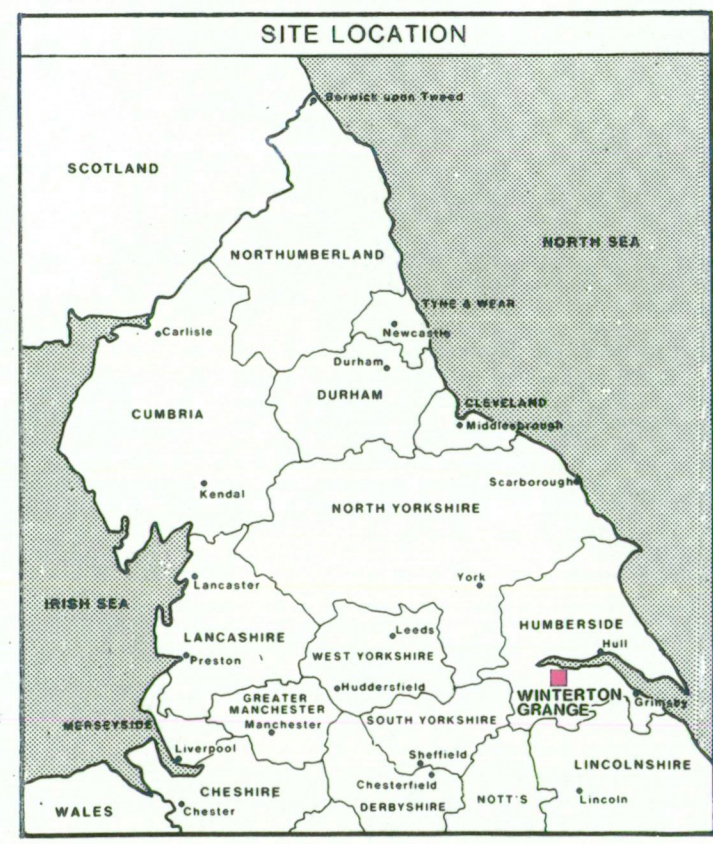 SITE LOCATION
Berwick upon Tweed
SCOTLAND
NORTH SEA
NORTHUMBERLAND
TYNE & WEAR
Carlisle
Newcastle
Durham
DURHAM
CLEVELAND
CUMBRIA
Middlesbrough
Kendal
Scarborough
NORTH YORKSHIRE
York
Lancaster
IRISH SEA
HUMBERSIDE
Leeds
LANCASHIRE
Hull
WEST YORKSHIRE
Preston
Huddersfield
WINTERTON
GRANGE
Grimsby
GREATER
MANCHESTER
Manchester
SOUTH YORKSHIRE
MERSEYSIDE
Liverpool
Sheffield
LINCOLNSHIRE
Chesterfield
CHESHIRE
DERBYSHIRE
NOTT'S
Lincoln
WALES
Chester